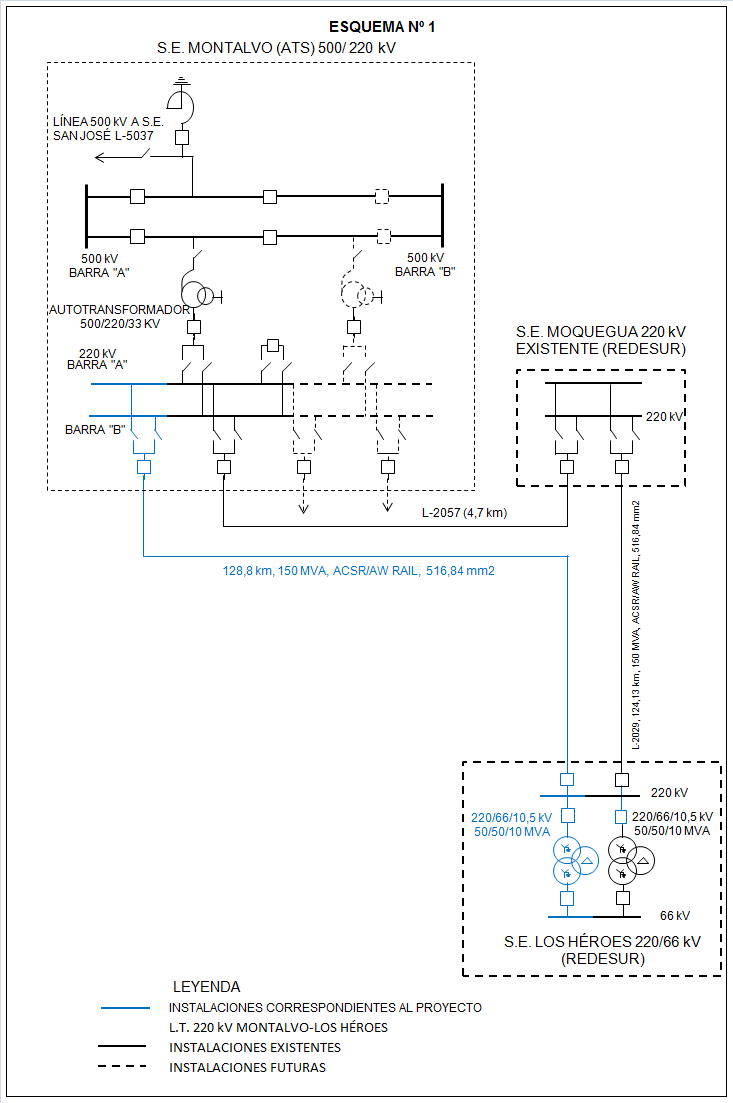 ESQUEMA Nº 1
S.E. MONTALVO (ATS) 500/ 220 kV
LÍNEA 500 kV A S.E.
SAN JOSÉ L-5037
500 kV
BARRA "A"
500 kV
BARRA "B"
AUTOTRANSFORMADOR
500/220/33 KV
220 kV
BARRA "A"
BARRA "B"
S.E. MOQUEGUA 220 kV
EXISTENTE (REDESUR)
220 kV
L-2057 (4,7 km)
128,8 km, 150 MVA, ACSR/AW RAIL, 516,84 mm2
L-2029, 124,13 km, 150 MVA, ACSR/AW RAIL, 516,84 mm2
220 kV
220/66/10,5 kV
50/50/10 MVA
220/66/10,5 kV
50/50/10 MVA
66 kV
S.E. LOS HÉROES 220/66 kV
(REDESUR)
LEYENDA
INSTALACIONES CORRESPONDIENTES AL PROYECTO
L.T. 220 kV MONTALVO-LOS HÉROES
INSTALACIONES EXISTENTES
INSTALACIONES FUTURAS